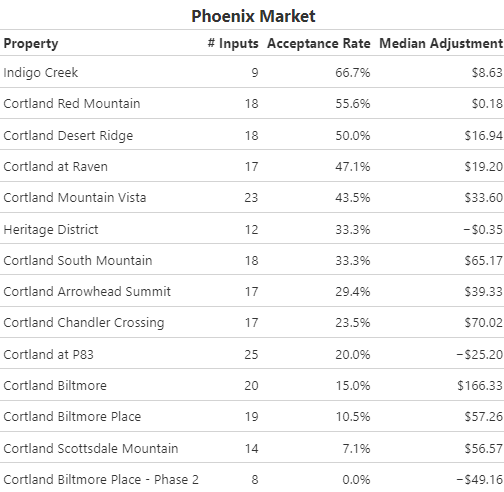 Phoenix Market
Property # Inputs Acceptance Rate Median Adjustment
Indigo Creek 9 66.7% $8.63
Cortland Red Mountain 18 55.6% $0.18
Cortland Desert Ridge 18 50.0% $16.94
Cortland at Raven 17 47.1% $19.20
Cortland Mountain Vista 23 43.5% $33.60
Heritage District 12 33.3% −$0.35
Cortland South Mountain 18 33.3% $65.17
Cortland Arrowhead Summit 17 29.4% $39.33
Cortland Chandler Crossing 17 23.5% $70.02
Cortland at P83 25 20.0% −$25.20
Cortland Biltmore 20 15.0% $166.33
Cortland Biltmore Place 19 10.5% $57.26
Cortland Scottsdale Mountain 14 7.1% $56.57
Cortland Biltmore Place - Phase 2 8 0.0% −$49.16